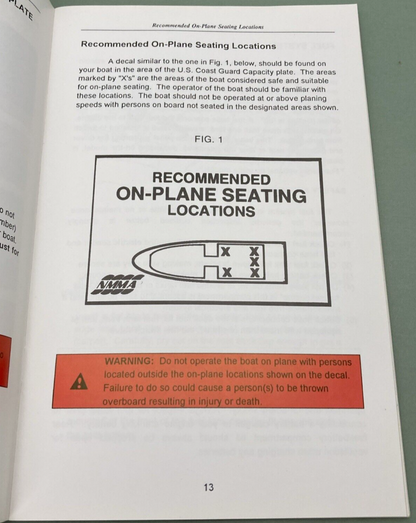 PLATE
Recommended On-Plane Seating Locations
Recommended On-Plane Seating Locations
A decal similar to the one in Fig. 1, below, should be found on
your boat in the area of the U.S. Coast Guard Capacity plate. The areas
marked by "X's" are the areas of the boat considered safe and suitable
for on-plane seating. The operator of the boat should be familiar with
these locations. The boat should not be operated at or above planing
speeds with persons on board not seated in the designated areas shown.
FIG. 1
RECOMMENDED
ON-PLANE SEATING
LOCATIONS
X X
X
X X
NMMA
not
mber)
boat.
ust for
WARNING: Do not operate the boat on plane with persons
located outside the on-plane locations shown on the decal.
Failure to do so could cause a person(s) to be thrown
overboard resulting in injury or death.
13